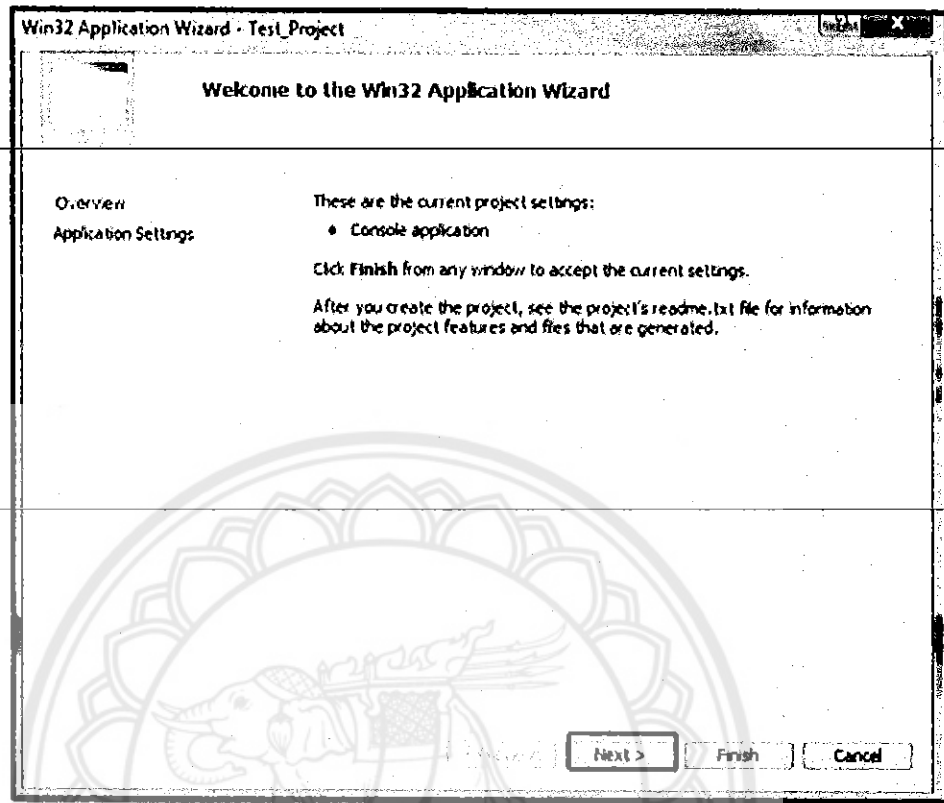 Win32 Application Wizard - Test_Project
Welcome to the Win32 Application Wizard
Overview
Application Settings
These are the current project settings:
• Console application
Click Finish from any window to accept the current settings.
After you create the project, see the project's readme.txt file for information
about the project features and files that are generated.
Next >
Finish
Cancel